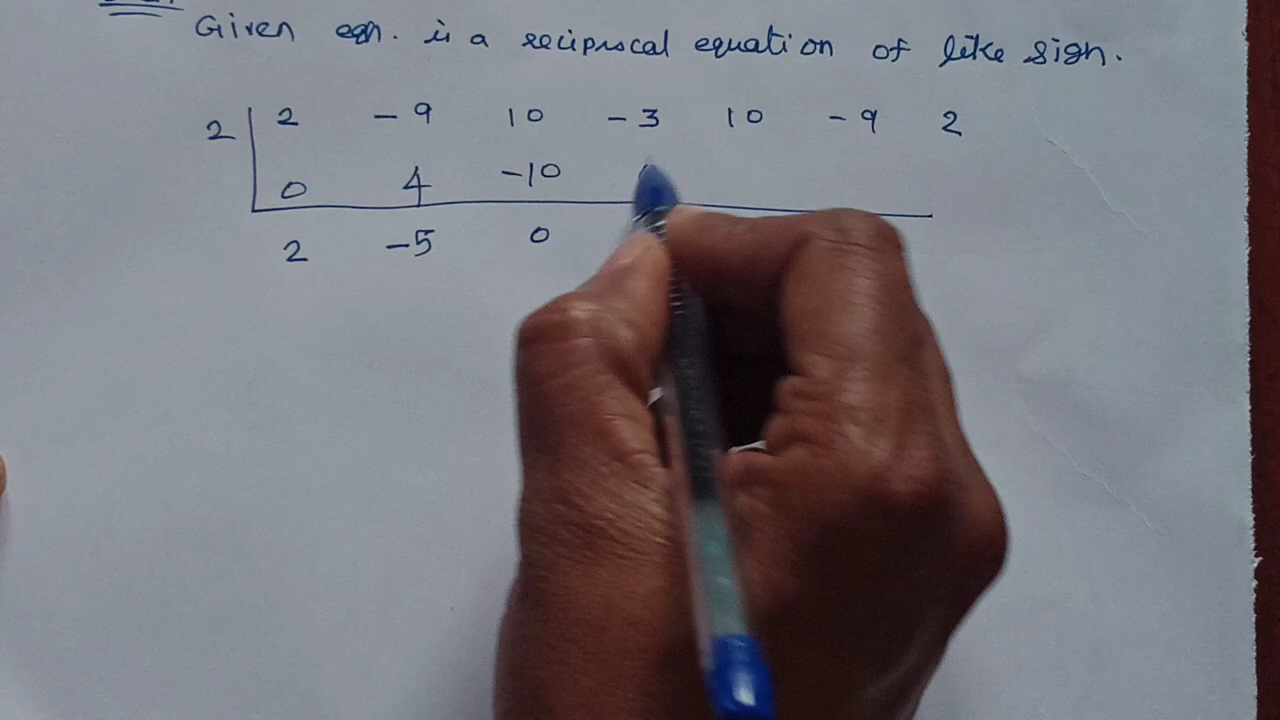 Given eqn. is a reciprocal equation of like sign.
2 2 -9 10 -3 10 -9 2
0 4 -10
2 -5 0